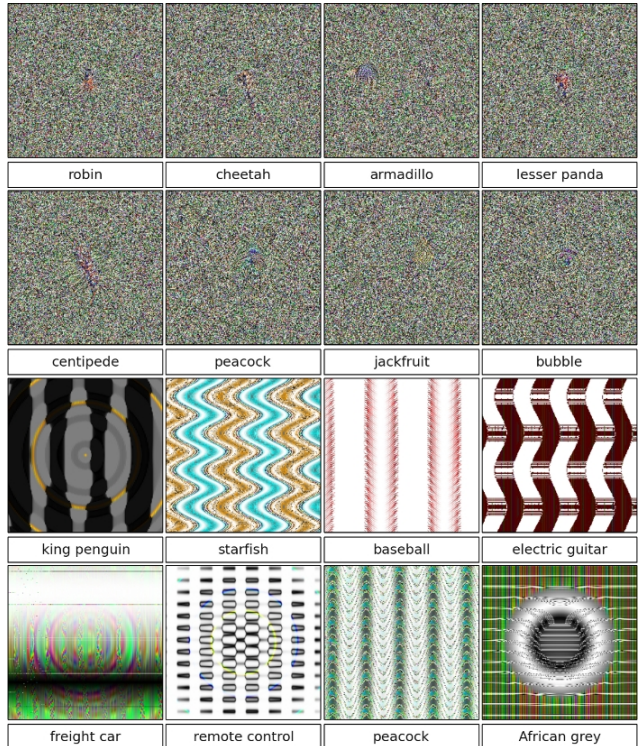 robin
cheetah
armadillo
lesser panda
centipede
peacock
jackfruit
bubble
king penguin
starfish
baseball
electric guitar
freight car
remote control
peacock
African grey